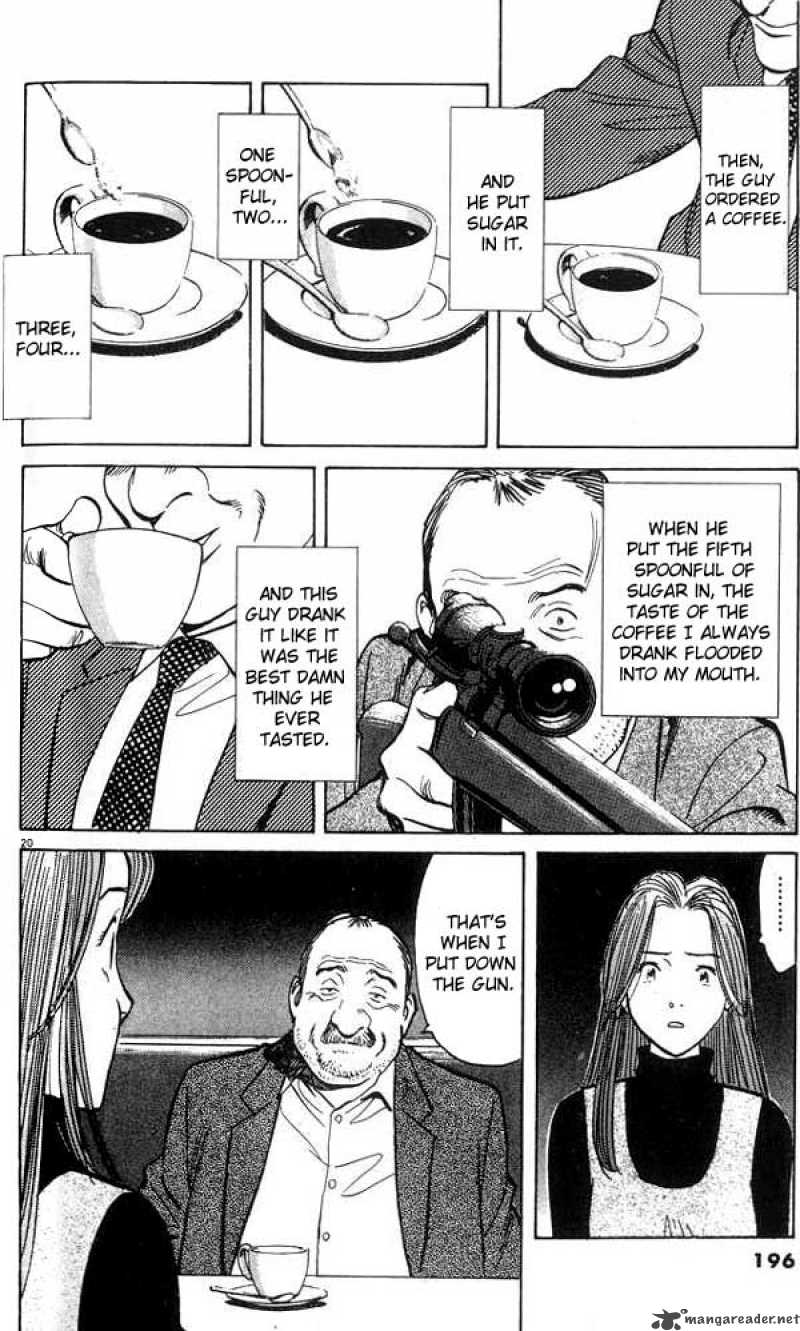 THEN,
THE GUY
ORDERED
A COFFEE.
AND
HE PUT
SUGAR
IN IT.
ONE
SPOON-
FUL,
TWO...
THREE,
FOUR...
WHEN HE
PUT THE FIFTH
SPOONFUL OF
SUGAR IN, THE
TASTE OF THE
COFFEE I ALWAYS
DRANK FLOODED
INTO MY MOUTH.
AND THIS
GUY DRANK
IT LIKE IT
WAS THE
BEST DAMN
THING HE
EVER
TASTED.
20
........
THAT'S
WHEN I
PUT DOWN
THE GUN.
196
mangareader.net